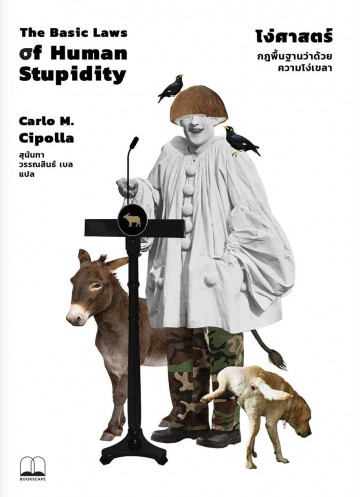 The Basic Laws
of Human
Stupidity
Carlo M.
Cipolla
สุนันทา
วรรณสินธ์ เบล
แปล
โง่ศาสตร์
กฎพื้นฐานว่าด้วย
ความโง่เขลา
BOOKSCAPE